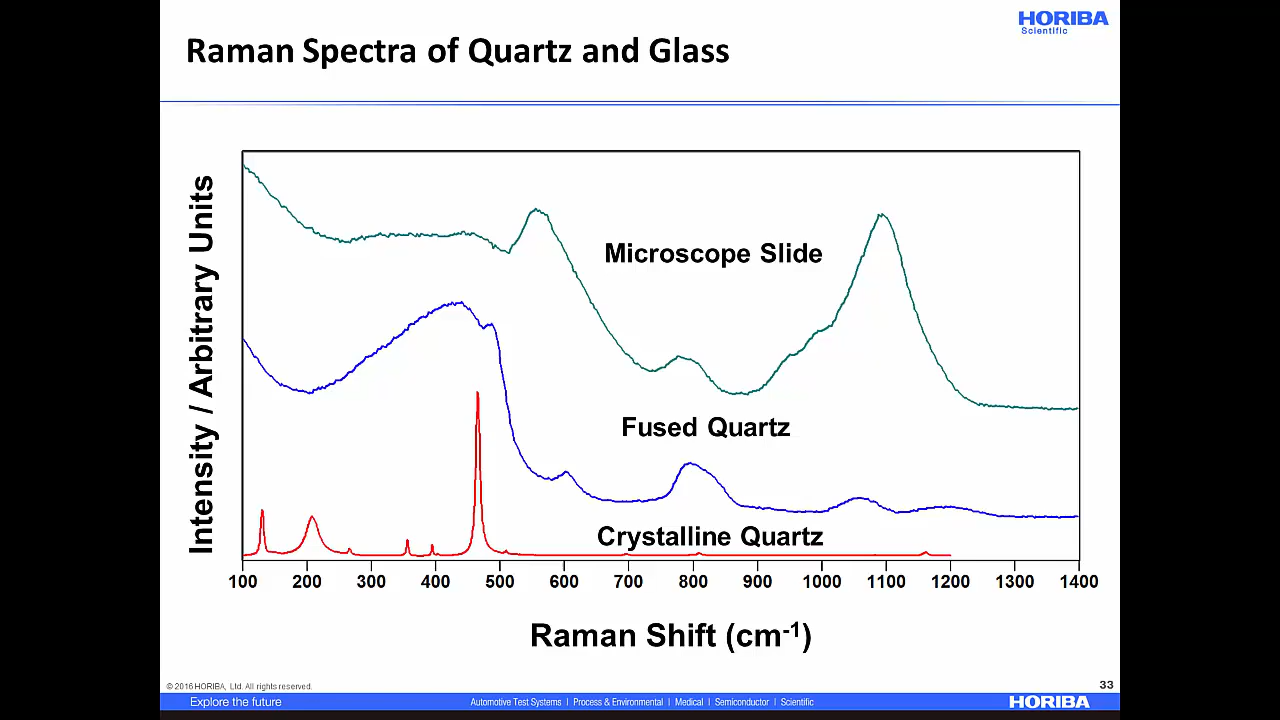 HORIBA
Scientific
Raman Spectra of Quartz and Glass
Intensity / Arbitrary Units
Microscope Slide
Fused Quartz
Crystalline Quartz
100 200 300 400 500 600 700 800 900 1000 1100 1200 1300 1400
Raman Shift (cm-1)
© 2016 HORIBA, Ltd. All rights reserved.
33
Explore the future
Automotive Test Systems | Process & Environmental | Medical | Semiconductor | Scientific
HORIBA